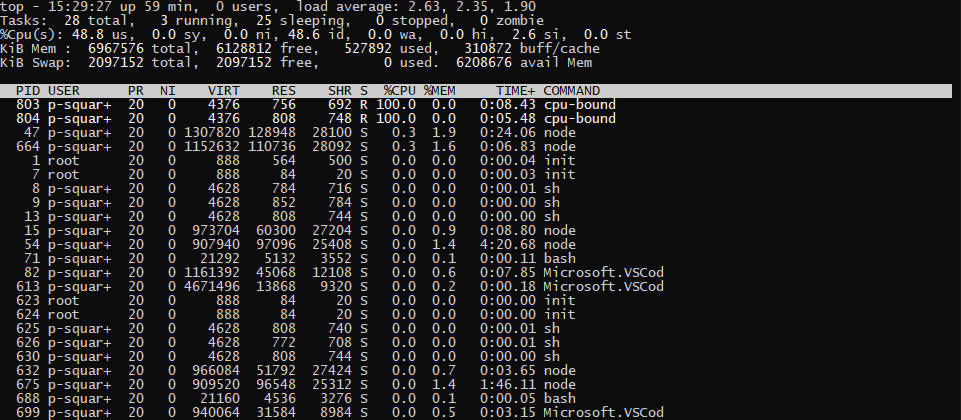 top - 15:29:27 up 59 min,  0 users,  load average: 2.63, 2.35, 1.90
Tasks:  28 total,   3 running,  25 sleeping,   0 stopped,   0 zombie
%Cpu(s): 48.8 us,  0.0 sy,  0.0 ni, 48.6 id,  0.0 wa,  0.0 hi,  2.6 si,  0.0 st
KiB Mem :  6967576 total,  6128812 free,   527892 used,   310872 buff/cache
KiB Swap:  2097152 total,  2097152 free,        0 used.  6208676 avail Mem
PID USER      PR  NI    VIRT    RES    SHR S  %CPU %MEM     TIME+ COMMAND
803 p-squar+  20   0    4376    756    692 R 100.0  0.0   0:08.43 cpu-bound
804 p-squar+  20   0    4376    808    748 R 100.0  0.0   0:05.48 cpu-bound
47 p-squar+  20   0 1307820 128948  28100 S   0.3  1.9   0:24.06 node
664 p-squar+  20   0 1152632 110736  28092 S   0.3  1.6   0:06.83 node
1 root      20   0     888    564    500 S   0.0  0.0   0:00.04 init
7 root      20   0     888     84     20 S   0.0  0.0   0:00.03 init
8 p-squar+  20   0    4628    784    716 S   0.0  0.0   0:00.01 sh
9 p-squar+  20   0    4628    852    784 S   0.0  0.0   0:00.00 sh
13 p-squar+  20   0    4628    808    744 S   0.0  0.0   0:00.00 sh
15 p-squar+  20   0  973704  60300  27204 S   0.0  0.9   0:08.80 node
54 p-squar+  20   0  907940  97096  25408 S   0.0  1.4   4:20.68 node
71 p-squar+  20   0   21292   5132   3552 S   0.0  0.1   0:00.11 bash
82 p-squar+  20   0 1161392  45068  12108 S   0.0  0.6   0:07.85 Microsoft.VSCod
613 p-squar+  20   0 4671496  13868   9320 S   0.0  0.2   0:00.18 Microsoft.VSCod
623 root      20   0     888     84     20 S   0.0  0.0   0:00.00 init
624 root      20   0     888     84     20 S   0.0  0.0   0:00.00 init
625 p-squar+  20   0    4628    808    740 S   0.0  0.0   0:00.01 sh
626 p-squar+  20   0    4628    772    708 S   0.0  0.0   0:00.01 sh
630 p-squar+  20   0    4628    808    744 S   0.0  0.0   0:00.00 sh
632 p-squar+  20   0  966084  51792  27424 S   0.0  0.7   0:03.65 node
675 p-squar+  20   0  909520  96548  25312 S   0.0  1.4   1:46.11 node
688 p-squar+  20   0   21160   4536   3276 S   0.0  0.1   0:00.05 bash
699 p-squar+  20   0  940064  31584   8984 S   0.0  0.5   0:03.15 Microsoft.VSCod